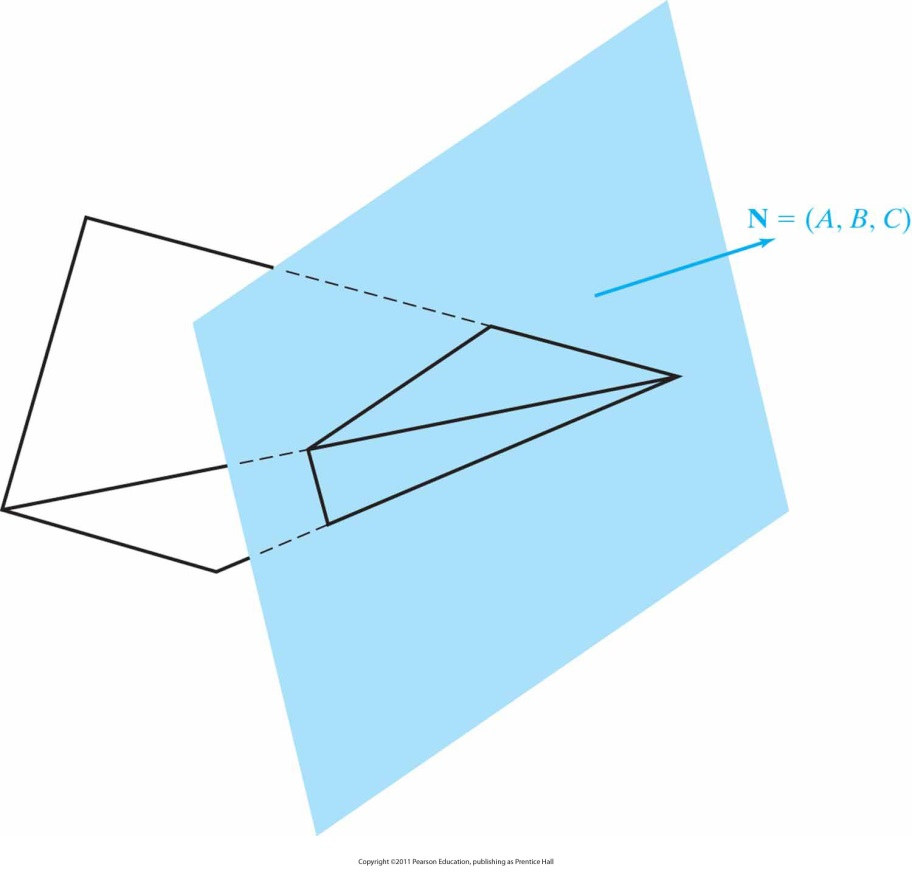 N = (A, B, C)
Copyright ©2011 Pearson Education, publishing as Prentice Hall